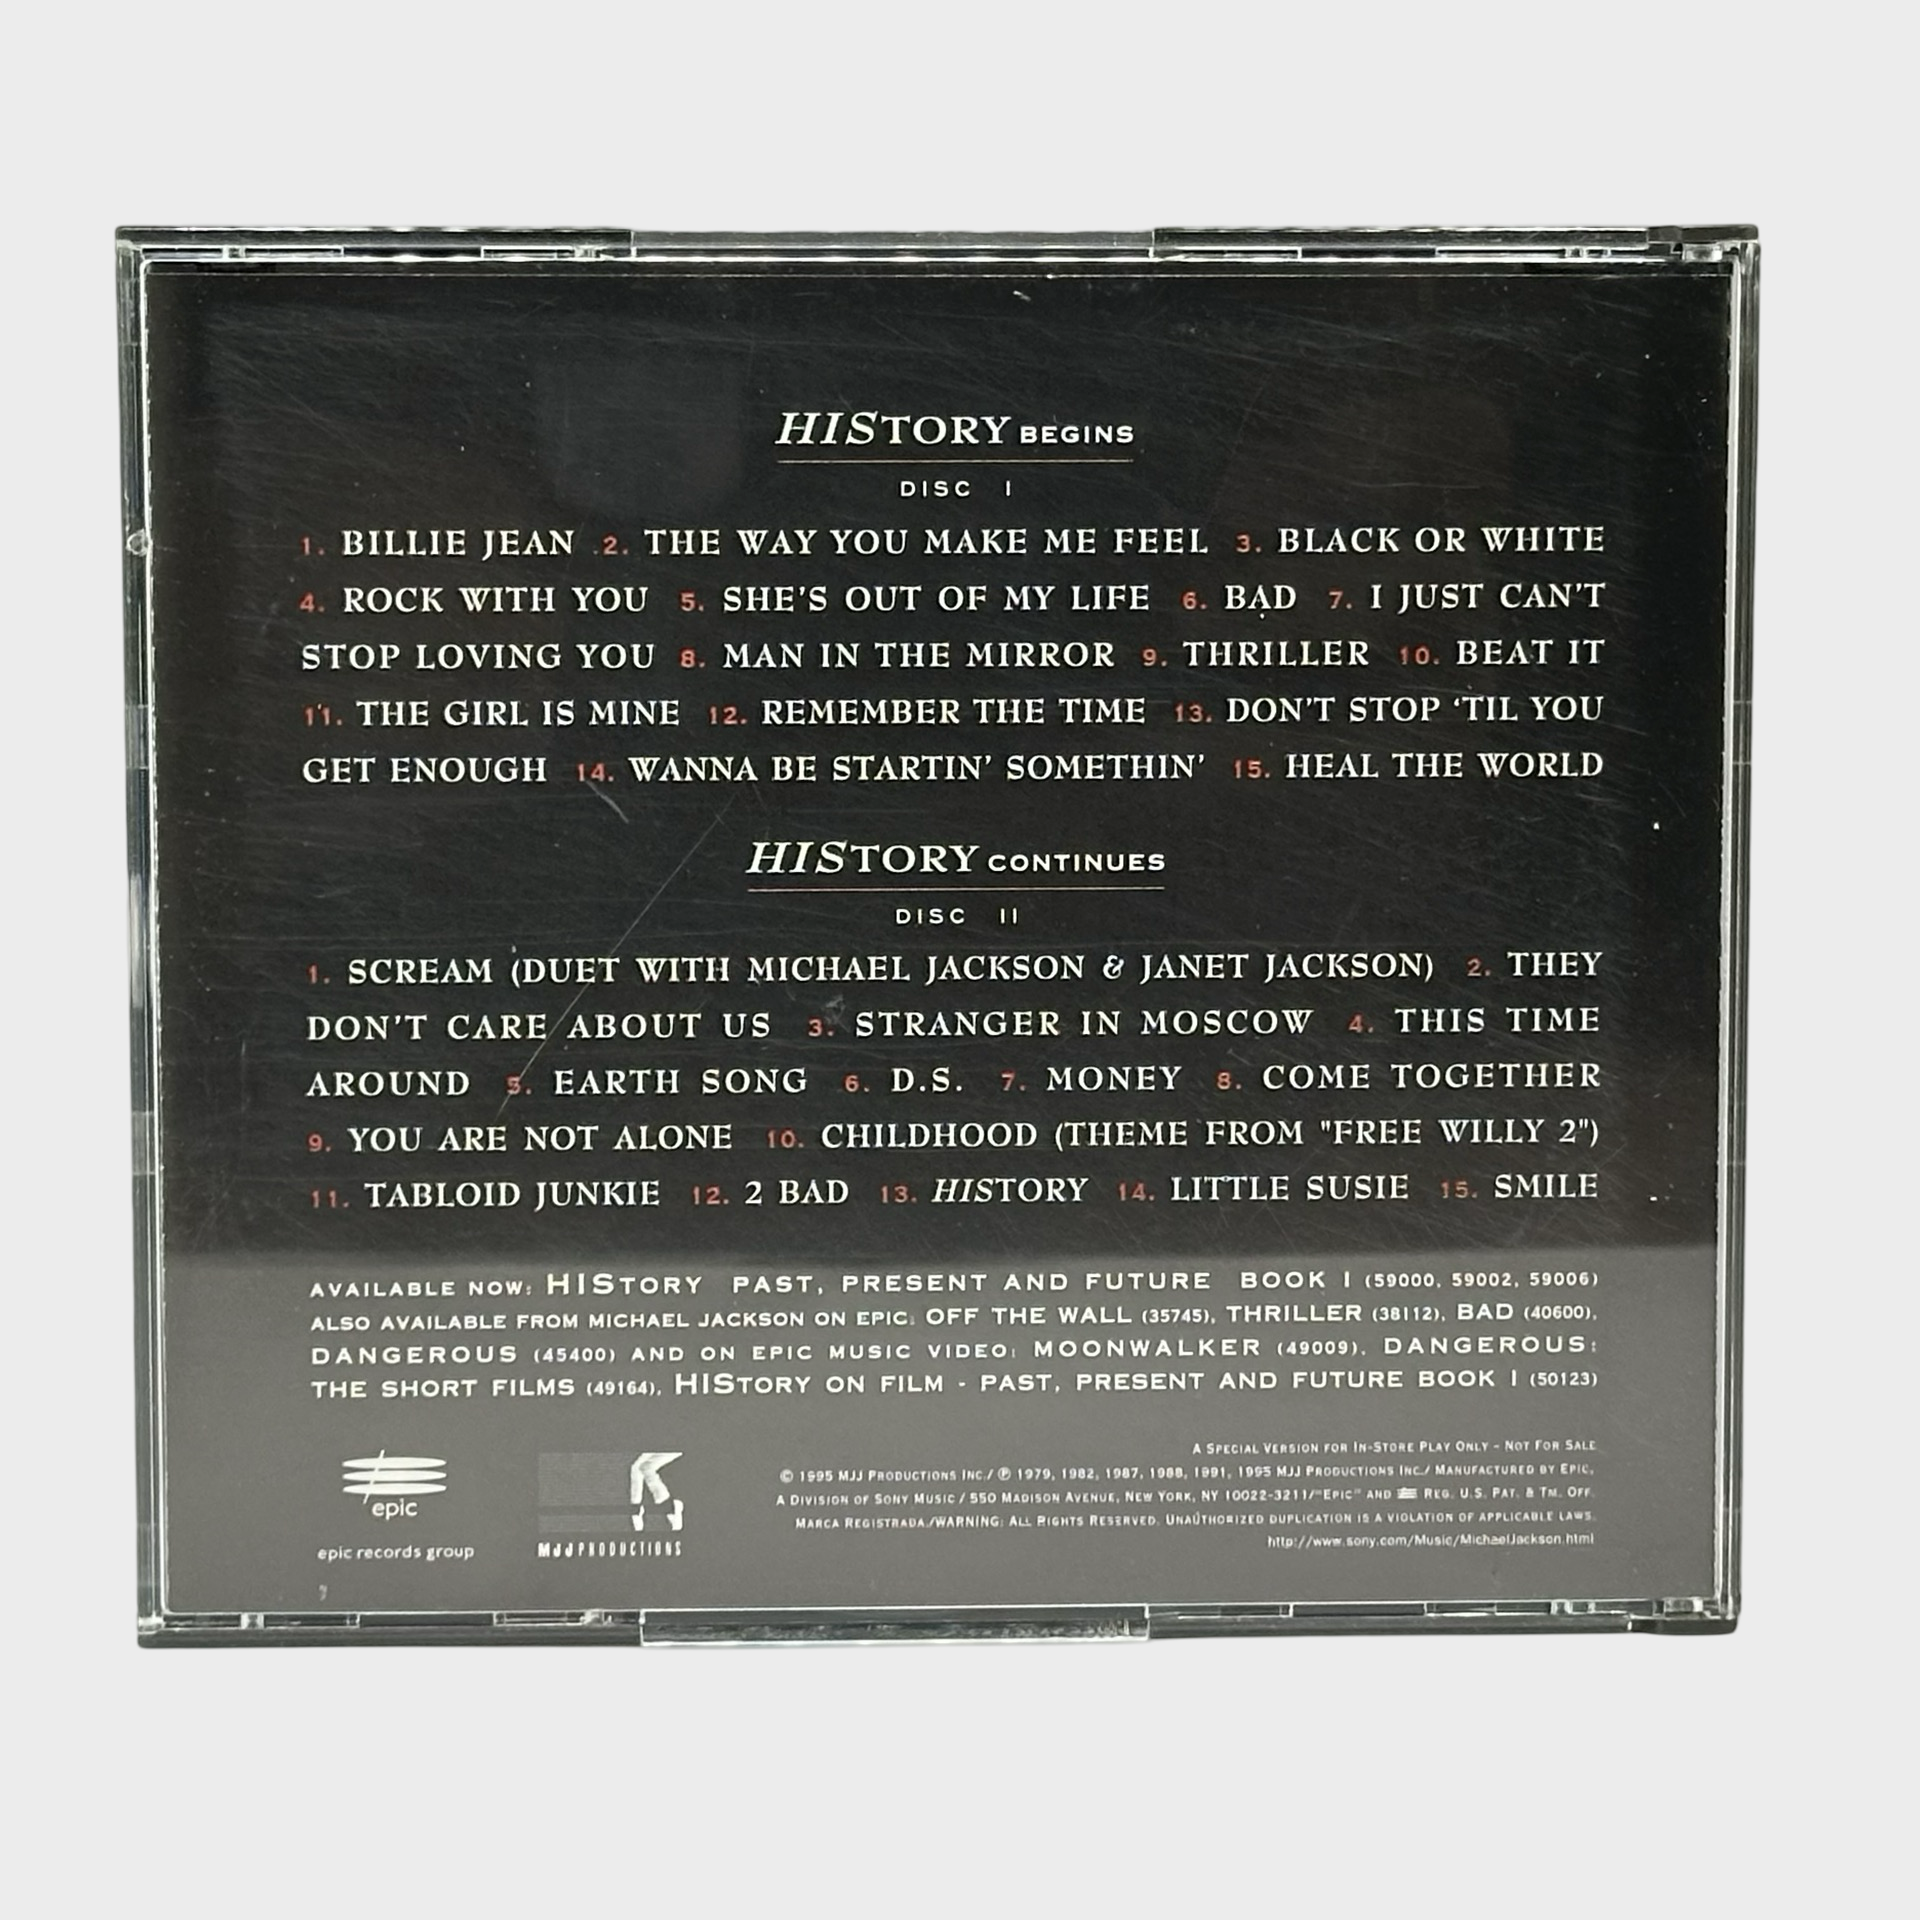 HISTORY BEGINS
DISC I
1. BILLIE JEAN 2. THE WAY YOU MAKE ME FEEL 3. BLACK OR WHITE
4. ROCK WITH YOU 5. SHE'S OUT OF MY LIFE 6. BAD 7. I JUST CAN'T
STOP LOVING YOU 8. MAN IN THE MIRROR 9. THRILLER 10. BEAT IT
11. THE GIRL IS MINE 12. REMEMBER THE TIME 13. DON'T STOP 'TIL YOU
GET ENOUGH 14. WANNA BE STARTIN' SOMETHIN' 15. HEAL THE WORLD
HISTORY CONTINUES
DISC II
1. SCREAM (DUET WITH MICHAEL JACKSON & JANET JACKSON) 2. THEY
DON'T CARE ABOUT US 3. STRANGER IN MOSCOW 4. THIS TIME
AROUND 5. EARTH SONG 6. D.S. 7. MONEY 8. COME TOGETHER
9. YOU ARE NOT ALONE 10. CHILDHOOD (THEME FROM "FREE WILLY 2")
11. TABLOID JUNKIE 12. 2 BAD 13. HISTORY 14. LITTLE SUSIE 15. SMILE
AVAILABLE NOW: HISTORY PAST, PRESENT AND FUTURE BOOK I (59000, 59002, 59006)
ALSO AVAILABLE FROM MICHAEL JACKSON ON EPIC: OFF THE WALL (35745), THRILLER (38112), BAD (40600),
DANGEROUS (45400) AND ON EPIC MUSIC VIDEO: MOONWALKER (49009), DANGEROUS:
THE SHORT FILMS (49164), HISTORY ON FILM - PAST, PRESENT AND FUTURE BOOK I (50123)
epic
epic records group
MJJ PRODUCTIONS
A SPECIAL VERSION FOR IN-STORE PLAY ONLY - NOT FOR SALE
© 1995 MJJ PRODUCTIONS INC./ ℗ 1979, 1982, 1987, 1988, 1991, 1995 MJJ PRODUCTIONS INC./ MANUFACTURED BY EPIC,
A DIVISION OF SONY MUSIC / 550 MADISON AVENUE, NEW YORK, NY 10022-3211/"EPIC" AND REG. U.S. PAT. & TM. OFF.
MARCA REGISTRADA./WARNING: ALL RIGHTS RESERVED. UNAUTHORIZED DUPLICATION IS A VIOLATION OF APPLICABLE LAWS.
http://www.sony.com/Music/MichaelJackson.html